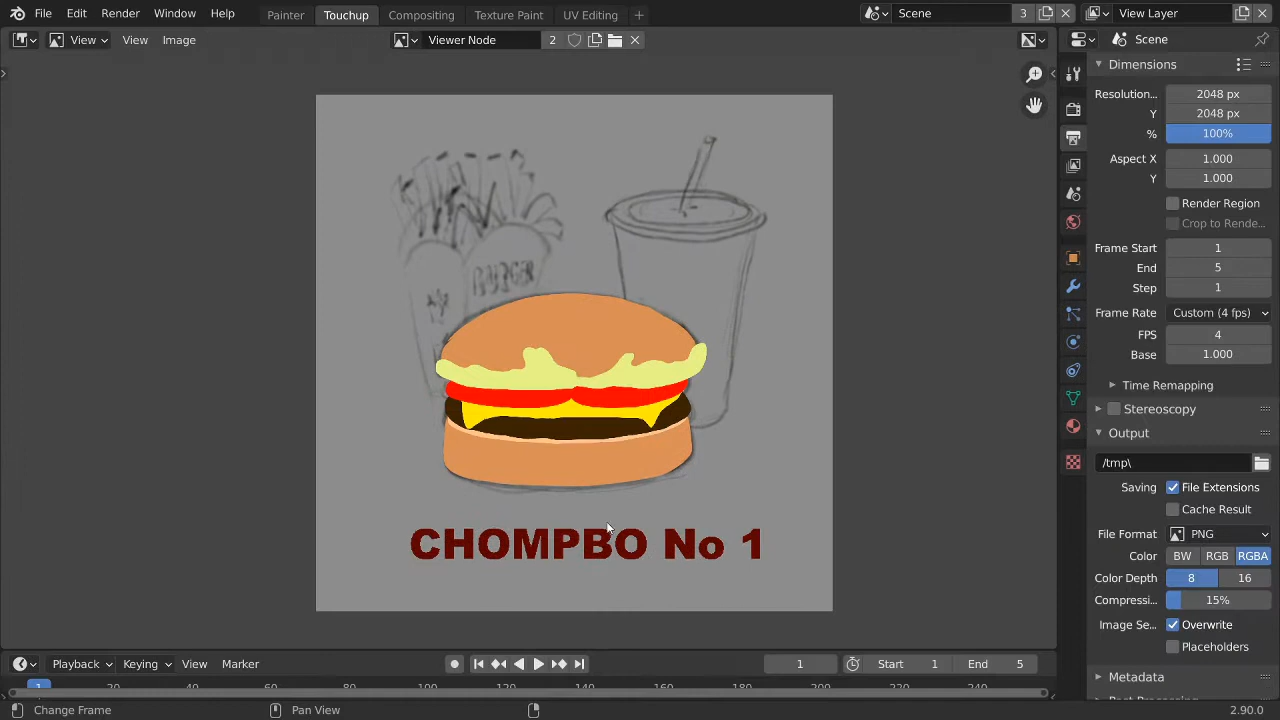 File Edit Render Window Help Painter Touchup Compositing Texture Paint UV Editing + Scene 3 View Layer
View View Image Viewer Node 2 Scene
Dimensions
Resolution... 2048 px
Y 2048 px
% 100%
Aspect X 1.000
Y 1.000
Render Region
Crop to Rende...
Frame Start 1
End 5
Step 1
Frame Rate Custom (4 fps)
FPS 4
Base 1.000
Time Remapping
Stereoscopy
Output
/tmp\
Saving File Extensions
Cache Result
File Format PNG
Color BW RGB RGBA
Color Depth 8 16
Compressi... 15%
Image Se... Overwrite
Placeholders
Metadata
CHOMPBO No 1
Playback Keying View Marker 1 Start 1 End 5
1
Change Frame Pan View 2.90.0